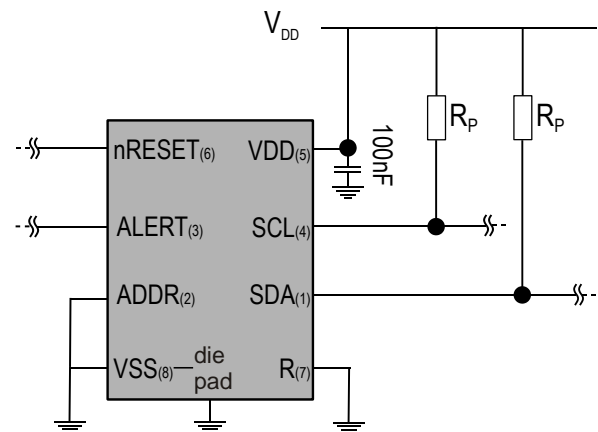 VDD
RP
RP
nRESET(6)
VDD(5)
100nF
ALERT(3)
SCL(4)
ADDR(2)
SDA(1)
VSS(8)
die
pad
R(7)